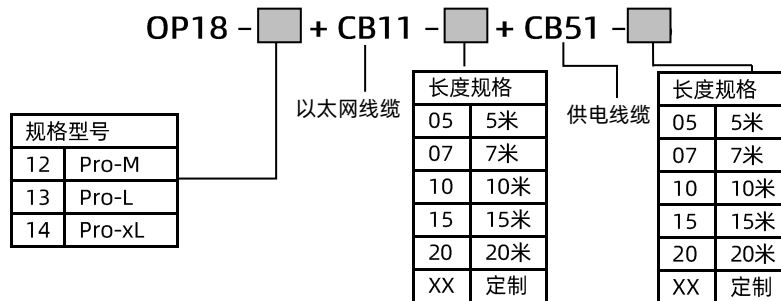 OP18 – + CB11 – + CB51 –
以太网线缆
供电线缆
规格型号
12 Pro-M
13 Pro-L
14 Pro-xL
长度规格
05 5米
07 7米
10 10米
15 15米
20 20米
XX 定制
长度规格
05 5米
07 7米
10 10米
15 15米
20 20米
XX 定制